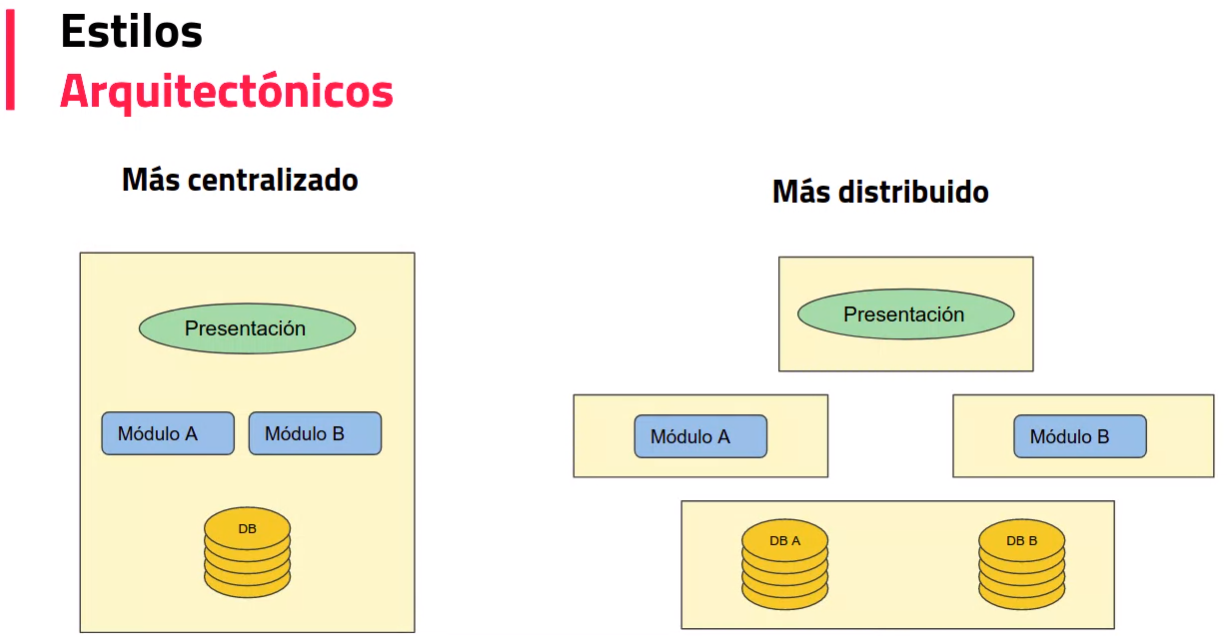 Estilos
Arquitectónicos
Más centralizado
Presentación
Módulo A
Módulo B
DB
Más distribuido
Presentación
Módulo A
Módulo B
DB A
DB B